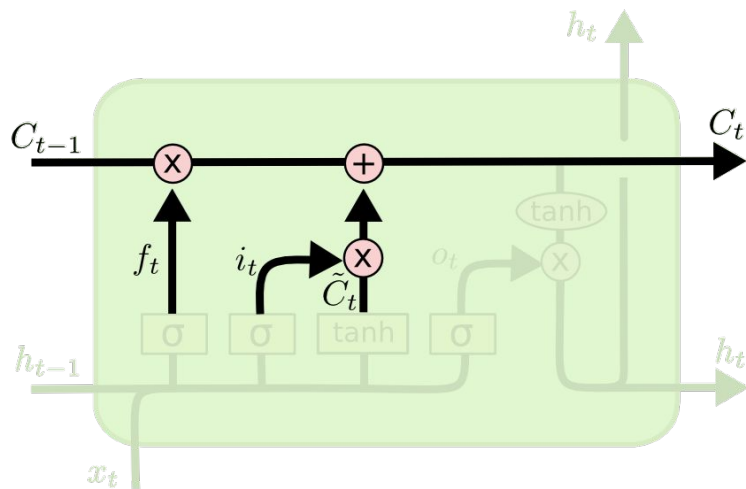 h_t
C_{t-1} x + C_t
tanh
f_t i_t x o_t x
C̃_t
σ σ tanh σ
h_{t-1} h_t
x_t